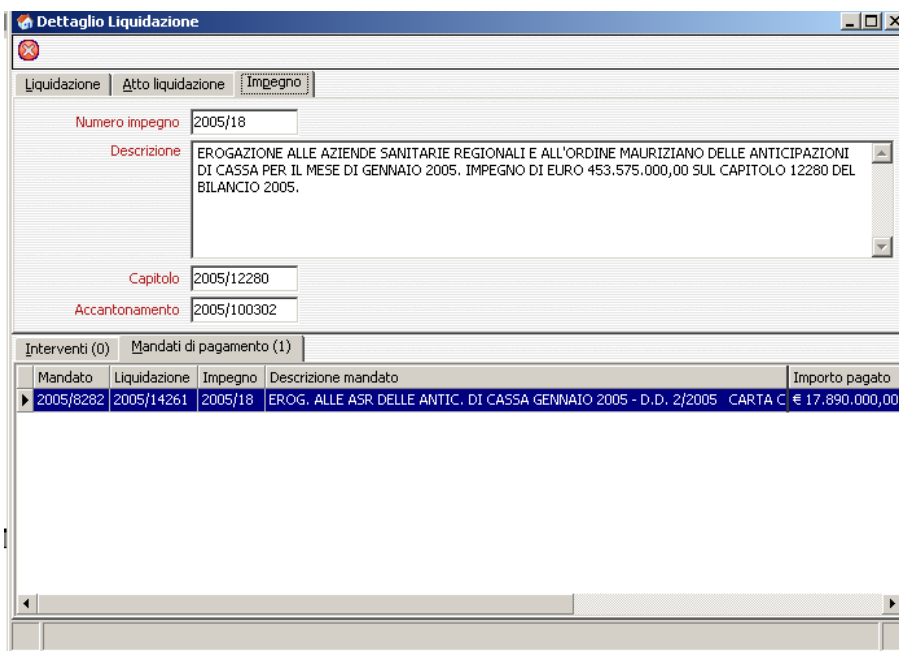 Dettaglio Liquidazione
Liquidazione Atto liquidazione Impegno
Numero impegno 2005/18
Descrizione EROGAZIONE ALLE AZIENDE SANITARIE REGIONALI E ALL'ORDINE MAURIZIANO DELLE ANTICIPAZIONI
DI CASSA PER IL MESE DI GENNAIO 2005. IMPEGNO DI EURO 453.575.000,00 SUL CAPITOLO 12280 DEL
BILANCIO 2005.
Capitolo 2005/12280
Accantonamento 2005/100302
Interventi (0) Mandati di pagamento (1)
Mandato Liquidazione Impegno Descrizione mandato Importo pagato
2005/8282 2005/14261 2005/18 EROG. ALLE ASR DELLE ANTIC. DI CASSA GENNAIO 2005 - D.D. 2/2005 CARTA C € 17.890.000,00